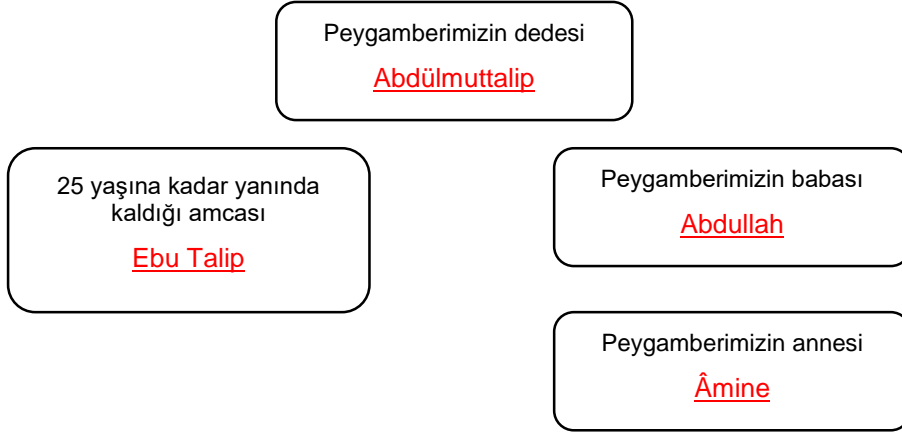 Peygamberimizin dedesi
Abdülmuttalip
25 yaşına kadar yanında
kaldığı amcası
Ebu Talip
Peygamberimizin babası
Abdullah
Peygamberimizin annesi
Âmine